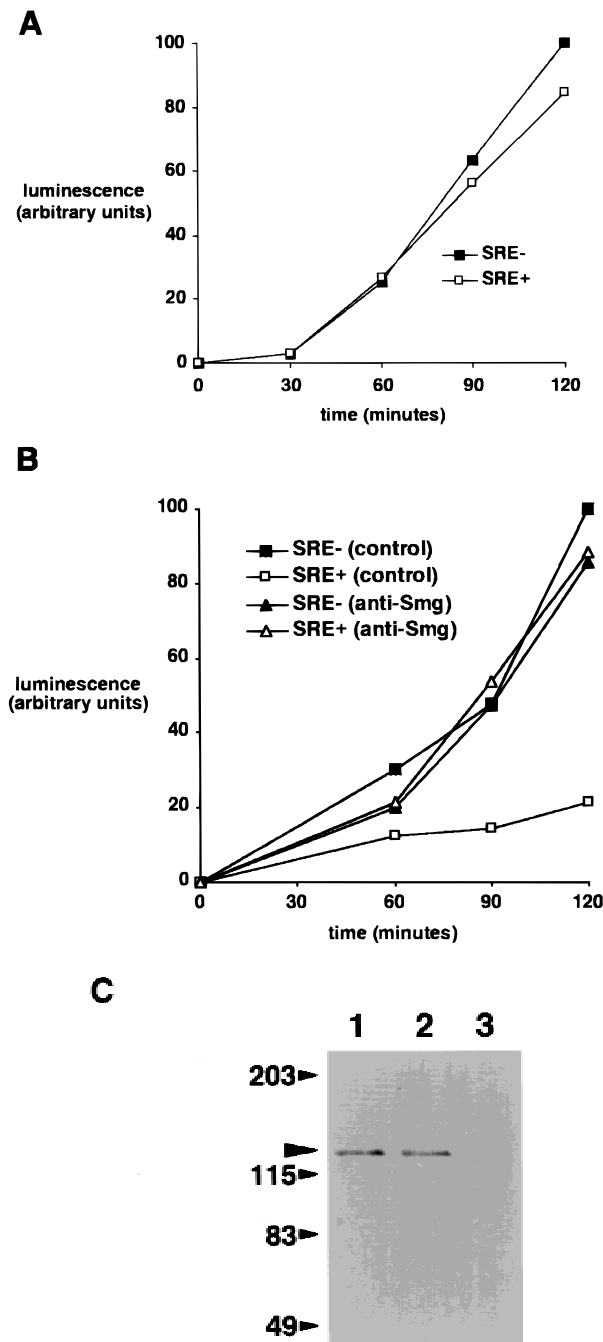 A
100
80
60
40
20
0
luminescence
(arbitrary units)
SRE-
SRE+
0 30 60 90 120
time (minutes)
B
100
80
60
40
20
0
SRE- (control)
SRE+ (control)
SRE- (anti-Smg)
SRE+ (anti-Smg)
luminescence
(arbitrary units)
0 30 60 90 120
time (minutes)
C
1 2 3
203
115
83
49